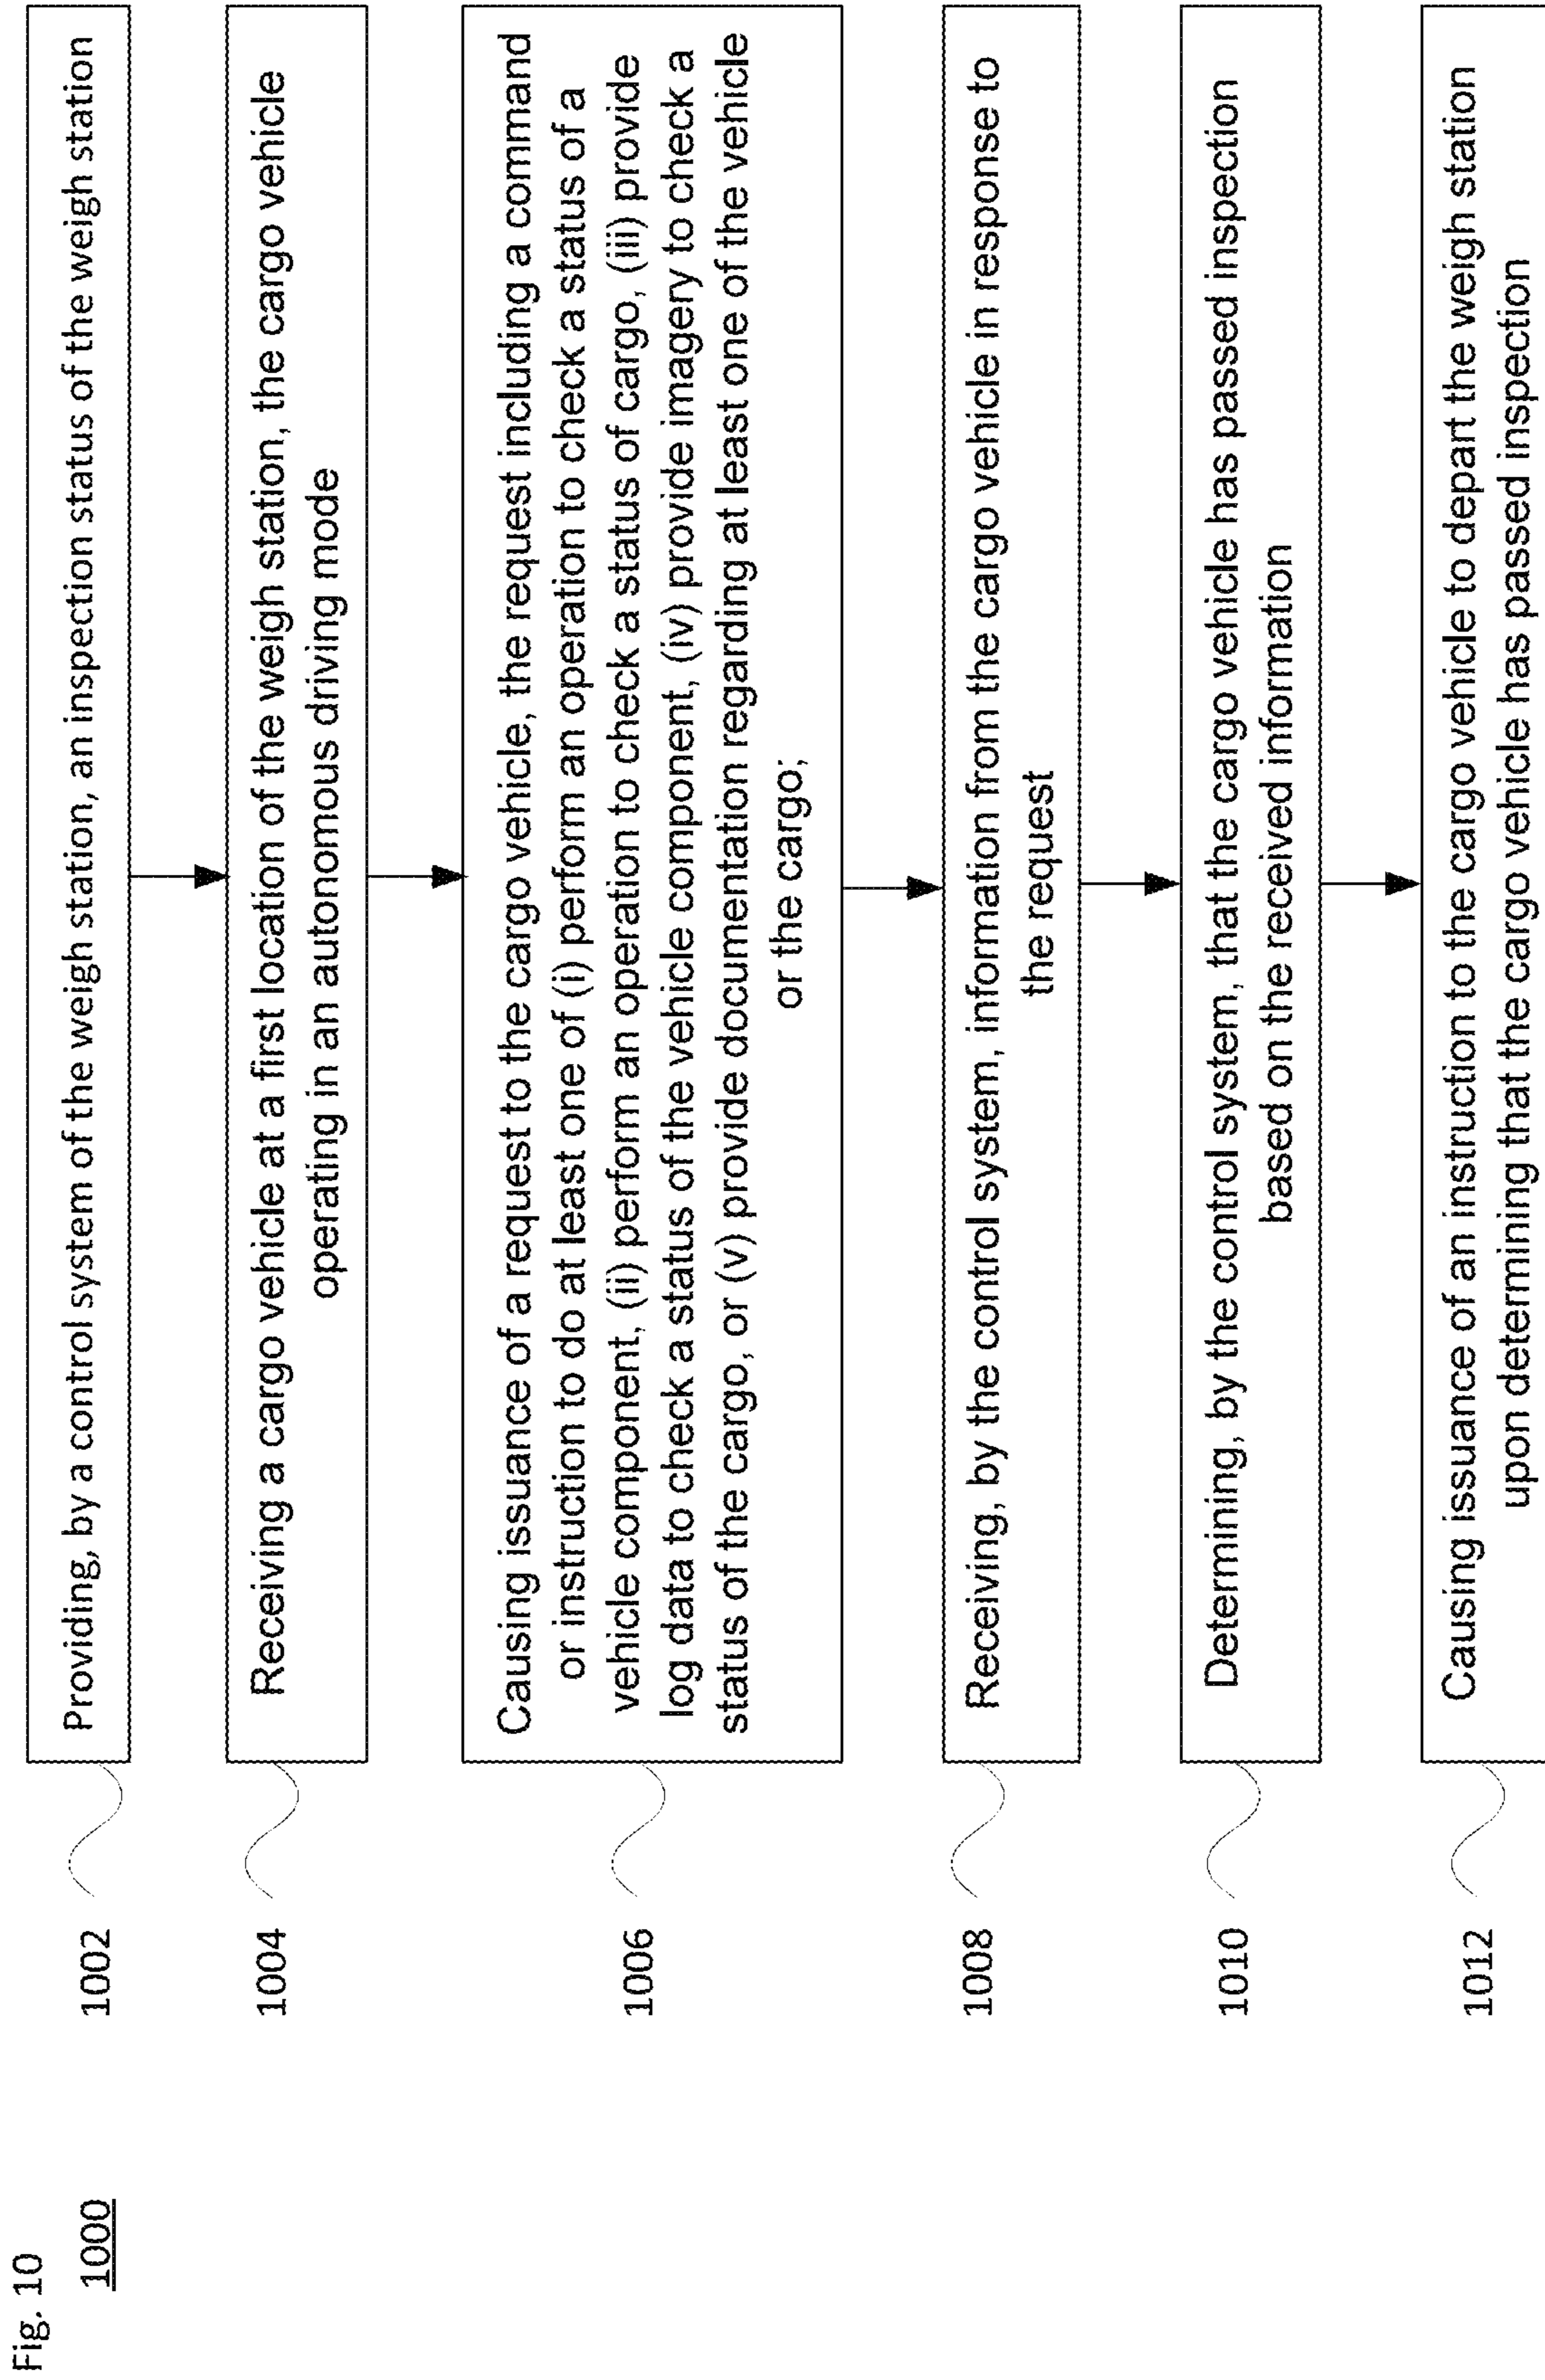 Fig. 10
1000
1002
Providing, by a control system of the weigh station, an inspection status of the weigh station
1004
Receiving a cargo vehicle at a first location of the weigh station, the cargo vehicle
operating in an autonomous driving mode
1006
Causing issuance of a request to the cargo vehicle, the request including a command
or instruction to do at least one of (i) perform an operation to check a status of a
vehicle component, (ii) perform an operation to check a status of cargo, (iii) provide
log data to check a status of the vehicle component, (iv) provide imagery to check a
status of the cargo, or (v) provide documentation regarding at least one of the vehicle
or the cargo;
1008
Receiving, by the control system, information from the cargo vehicle in response to
the request
1010
Determining, by the control system, that the cargo vehicle has passed inspection
based on the received information
1012
Causing issuance of an instruction to the cargo vehicle to depart the weigh station
upon determining that the cargo vehicle has passed inspection